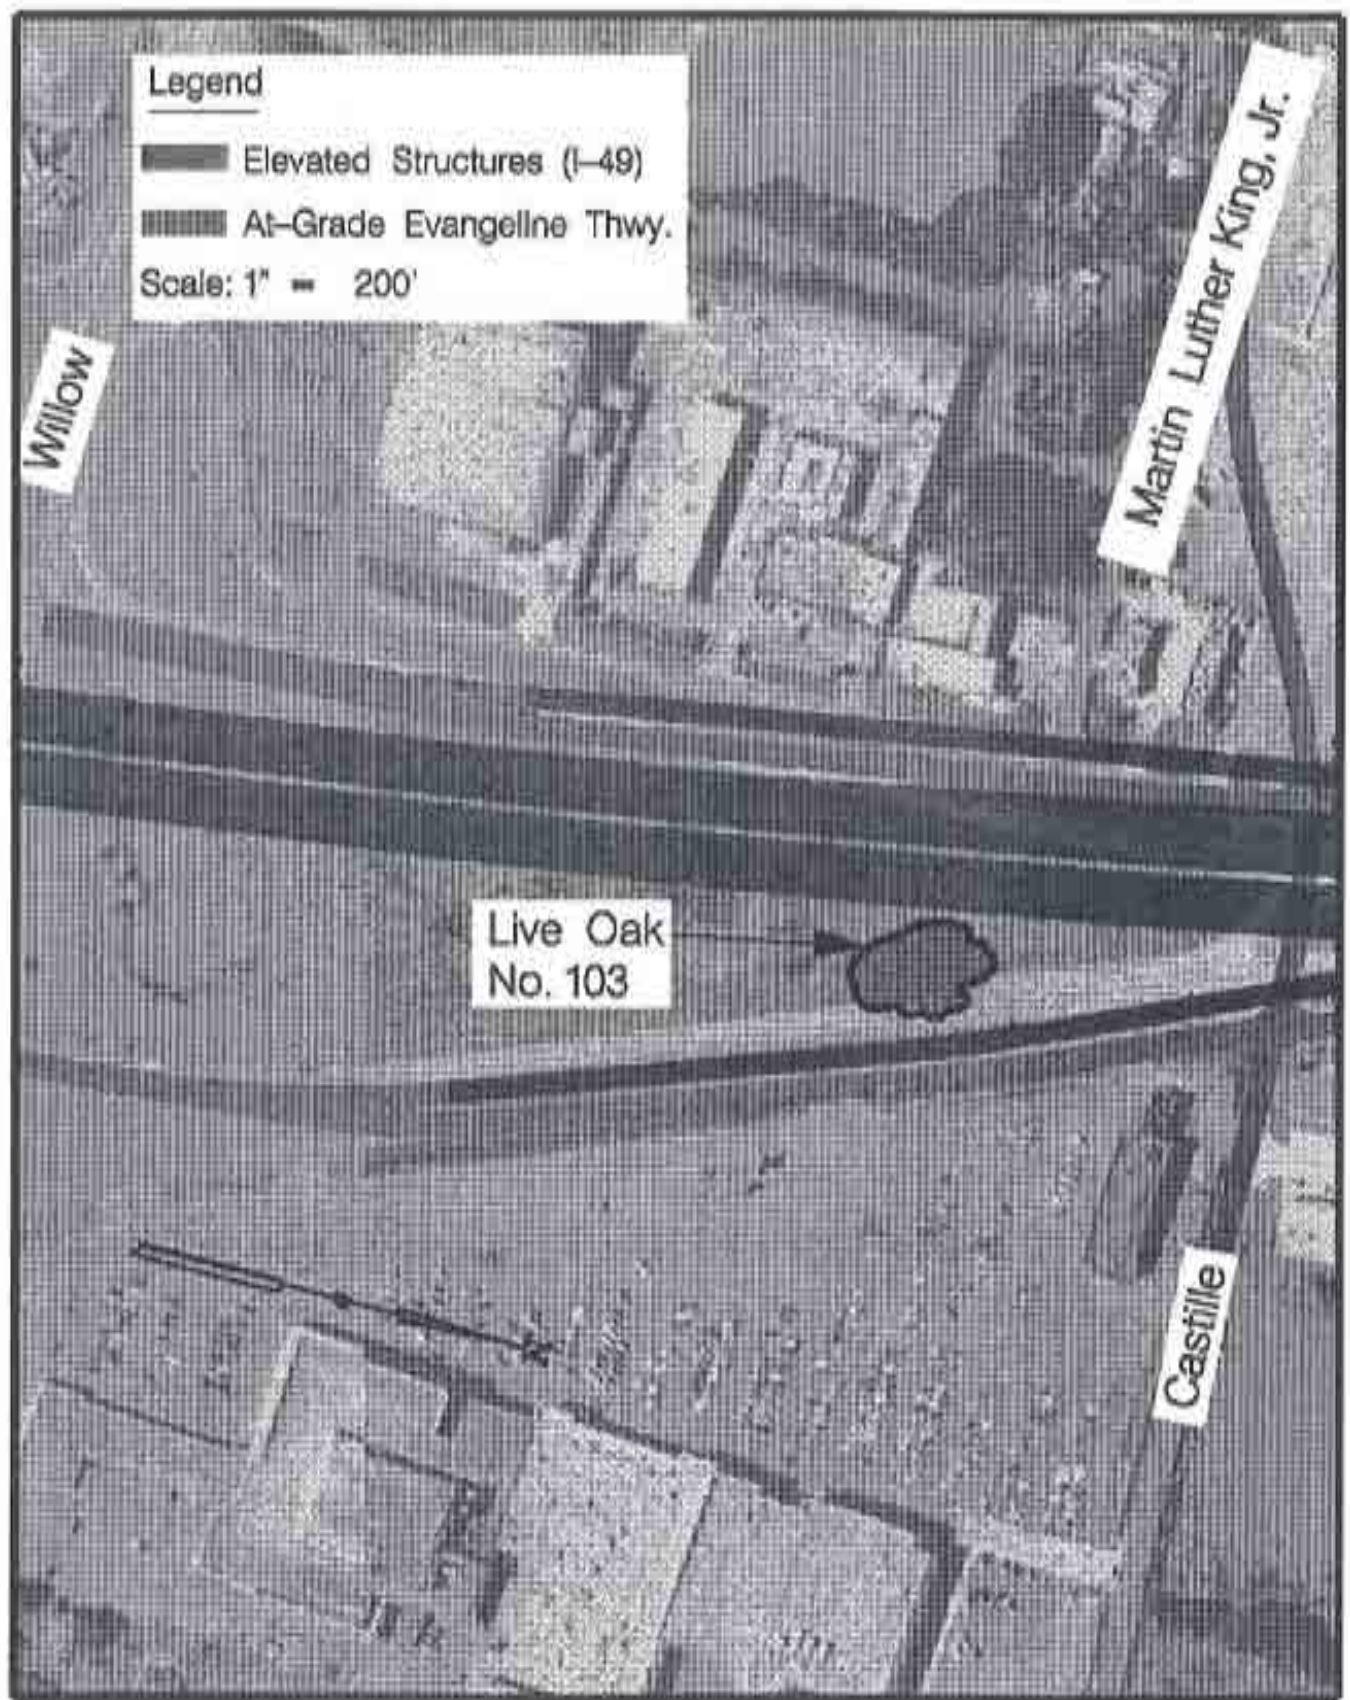 Legend
Elevated Structures (I–49)
At–Grade Evangeline Thwy.
Scale: 1" = 200'
Willow
Martin Luther King, Jr.
Live Oak
No. 103
Castille